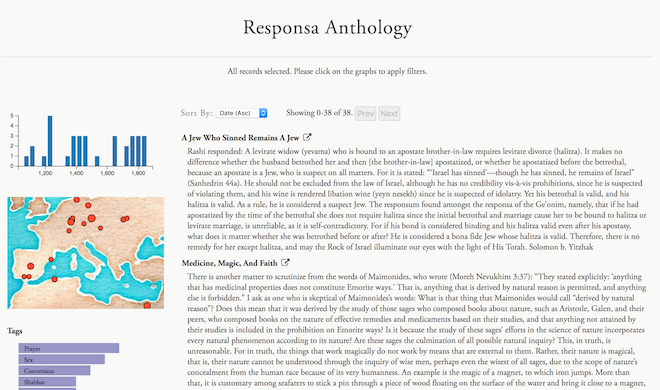 Responsa Anthology
All records selected. Please click on the graphs to apply filters.
Sort By: Date (Asc) Showing 0-38 of 38. Prev Next
5
4
3
2
1
0
1,200 1,400 1,600 1,800
Tags
Prayer
Sex
Conversion
Shabbat
A Jew Who Sinned Remains A Jew
Rashi responded: A levirate widow (yevama) who is bound to an apostate brother-in-law requires levirate divorce (halitza). It makes no
difference whether the husband betrothed her and then [the brother-in-law] apostatized, or whether he apostatized before the betrothal,
because an apostate is a Jew, who is suspect on all matters. For it is stated: “‘Israel has sinned’—though he has sinned, he remains of Israel”
(Sanhedrin 44a). He should not be excluded from the law of Israel, although he has no credibility vis-à-vis prohibitions, since he is suspected
of violating them, and his wine is rendered libation wine (yeyn nesekh) since he is suspected of idolatry. Yet his betrothal is valid, and his
halitza is valid. As a rule, he is considered a suspect Jew. The responsum found amongst the responsa of the Ge'onim, namely, that if he had
apostatized by the time of the betrothal she does not require halitza since the initial betrothal and marriage cause her to be bound to halitza or
levirate marriage, is unreliable, as it is self-contradictory. For if his bond is considered binding and his halitza valid even after his apostasy,
what does it matter whether she was betrothed before or after? He is considered a bona fide Jew whose halitza is valid. Therefore, there is no
remedy for her except halitza, and may the Rock of Israel illuminate our eyes with the light of His Torah. Solomon b. Yitzhak
Medicine, Magic, And Faith
There is another matter to scrutinize from the words of Maimonides, who wrote (Moreh Nevukhim 3:37): “They stated explicitly: ‘anything
that has medicinal properties does not constitute Emorite ways.’ That is, anything that is derived by natural reason is permitted, and anything
else is forbidden.” I ask as one who is skeptical of Maimonides's words: What is that thing that Maimonides would call “derived by natural
reason”? Does this mean that it was derived by the study of those sages who composed books about nature, such as Aristotle, Galen, and their
peers, who composed books on the nature of effective remedies and medicaments based on their studies, and that anything not attained by
their studies is included in the prohibition on Emorite ways? Is it because the study of these sages' efforts in the science of nature incorporates
every natural phenomenon according to its nature? Are these sages the culmination of all possible natural inquiry? This, in truth, is
unreasonable. For in truth, the things that work magically do not work by means that are external to them. Rather, their nature is magical,
that is, their nature cannot be understood through the inquiry of wise men, perhaps even the wisest of all sages, due to the scope of nature's
concealment from the human race because of its very humanness. An example is the magic of a magnet, to which iron jumps. More than
that, it is customary among seafarers to stick a pin through a piece of wood floating on the surface of the water and bring it close to a magnet,